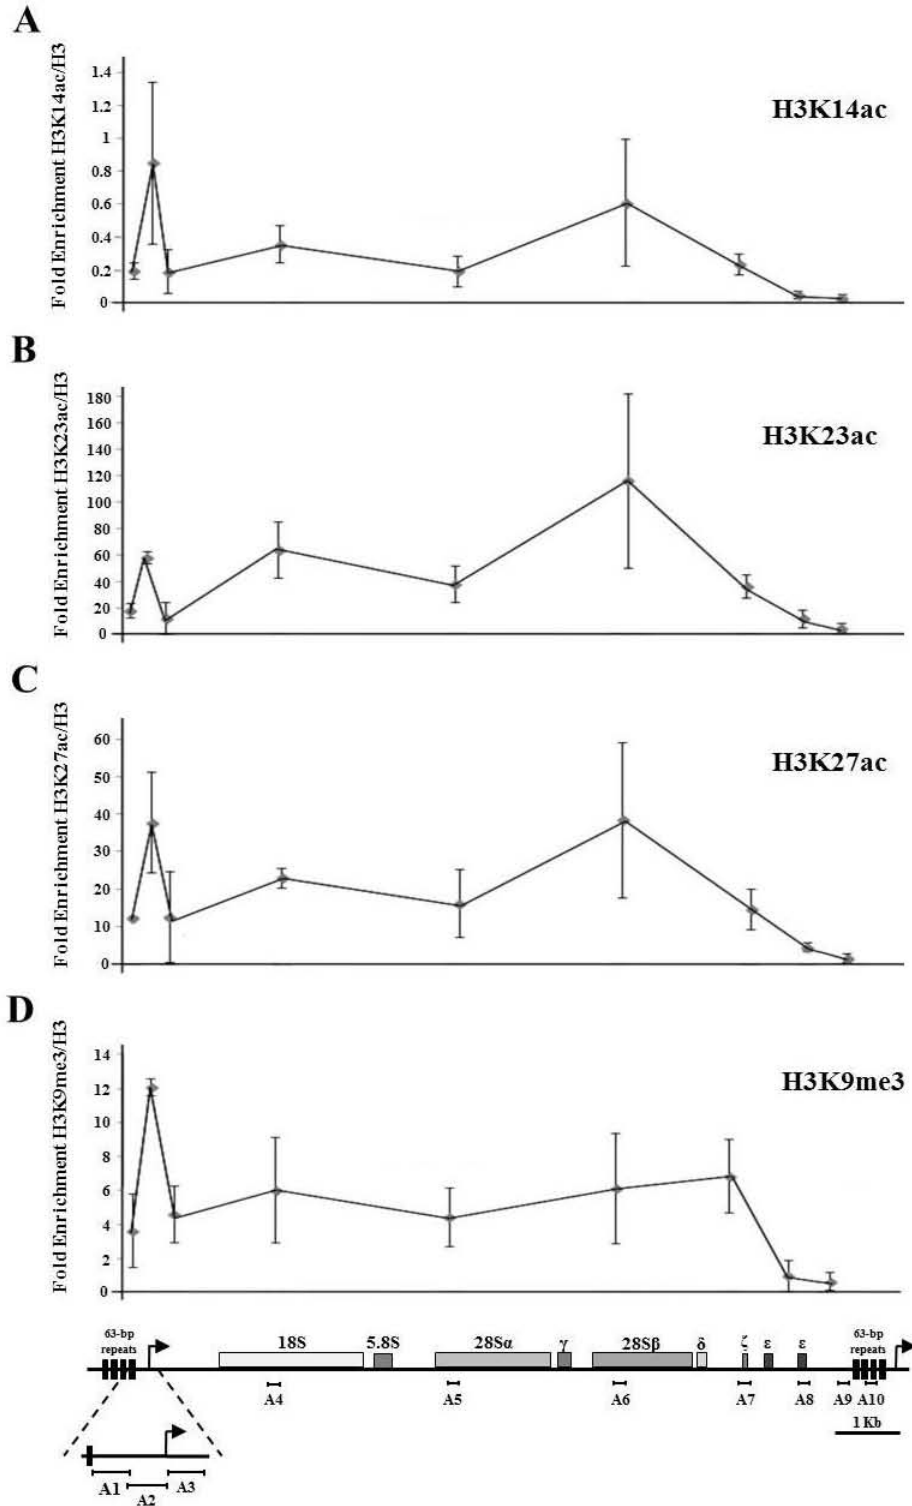 A
Fold Enrichment H3K14ac/H3
1.4
1.2
1
0.8
0.6
0.4
0.2
0
H3K14ac
B
Fold Enrichment H3K23ac/H3
180
160
140
120
100
80
60
40
20
0
H3K23ac
C
Fold Enrichment H3K27ac/H3
60
50
40
30
20
10
0
H3K27ac
D
Fold Enrichment H3K9me3/H3
14
12
10
8
6
4
2
0
H3K9me3
63-bp
repeats
18S
5.8S
28Sα
γ
28Sβ
δ
ζ
ε
ε
63-bp
repeats
A4
A5
A6
A7
A8
A9
A10
1 Kb
A1
A2
A3